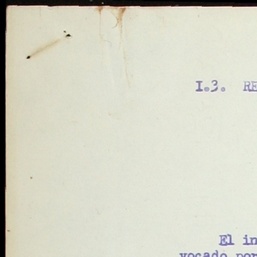 I.3. RE
El in
vocado por